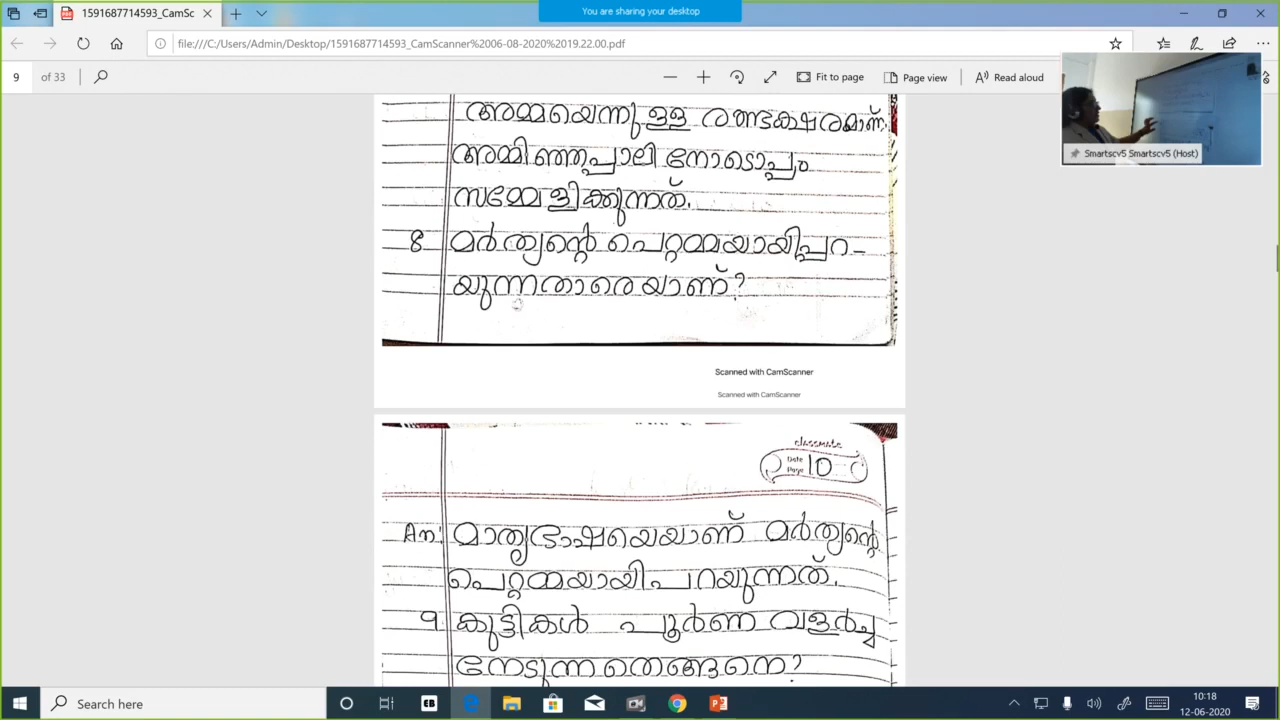 You are sharing your desktop
1591687714593_CamSc
file:///C:/Users/Admin/Desktop/1591687714593_CamScanner%2006-08-2020%2019.22.00.pdf
9 of 33
Fit to page
Page view
Read aloud
Smartscv5 Smartscv5 (Host)
അമ്മയെന്നുള്ള രണ്ടക്ഷരമാണ്
അമ്മിഞ്ഞപ്പാലി നോടൊപ്പം
സമ്മേളിക്കുന്നത്.
8 മർത്യന്റെ പെറ്റമ്മയായിപ്പറ-
യുന്നതാരെയാണ്?
Scanned with CamScanner
Scanned with CamScanner
classmate
Date
Page 10
An: മാതൃഭാഷയെയാണ് മർത്യന്റെ
പെറ്റമ്മയായി പറയുന്നത്.
9 കുട്ടികൾ പൂർണ വളർച്ച
നേടുന്നതെങ്ങനെ?
Search here
10:18
12-06-2020